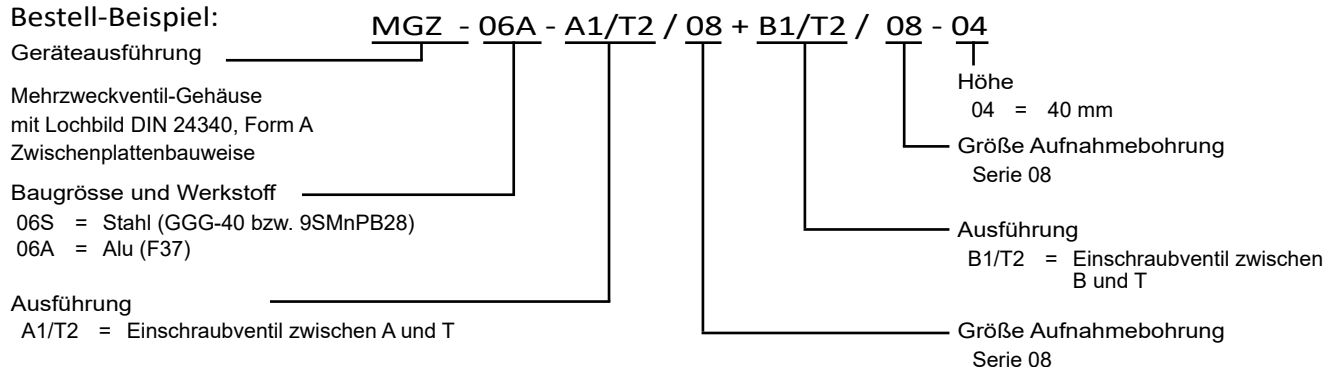 Bestell-Beispiel:
MGZ - 06A - A1/T2 / 08 + B1/T2 / 08 - 04
Geräteausführung
Mehrzweckventil-Gehäuse
mit Lochbild DIN 24340, Form A
Zwischenplattenbauweise
Baugrösse und Werkstoff
06S = Stahl (GGG-40 bzw. 9SMnPB28)
06A = Alu (F37)
Ausführung
A1/T2 = Einschraubventil zwischen A und T
Höhe
04 = 40 mm
Größe Aufnahmebohrung
Serie 08
Ausführung
B1/T2 = Einschraubventil zwischen
B und T
Größe Aufnahmebohrung
Serie 08